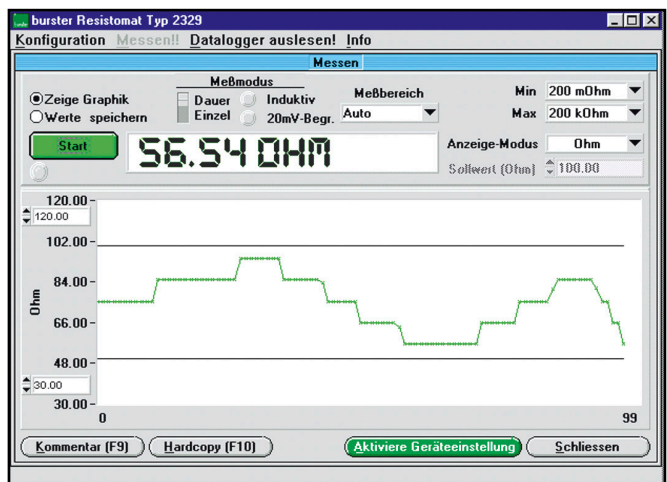 burster Resistomat Typ 2329
Konfiguration Messen!! Datalogger auslesen! Info
Messen
Zeige Graphik
Werte speichern
Meßmodus
Dauer
Einzel
Induktiv
20mV-Begr.
Meßbereich
Auto
Min 200 mOhm
Max 200 kOhm
Start
56.54 OHM
Anzeige-Modus Ohm
Sollwert (Ohm) 100.00
120.00
120.00
102.00
84.00
Ohm
66.00
48.00
30.00
30.00
0 99
Kommentar (F9) Hardcopy (F10) Aktiviere Geräteeinstellung Schliessen